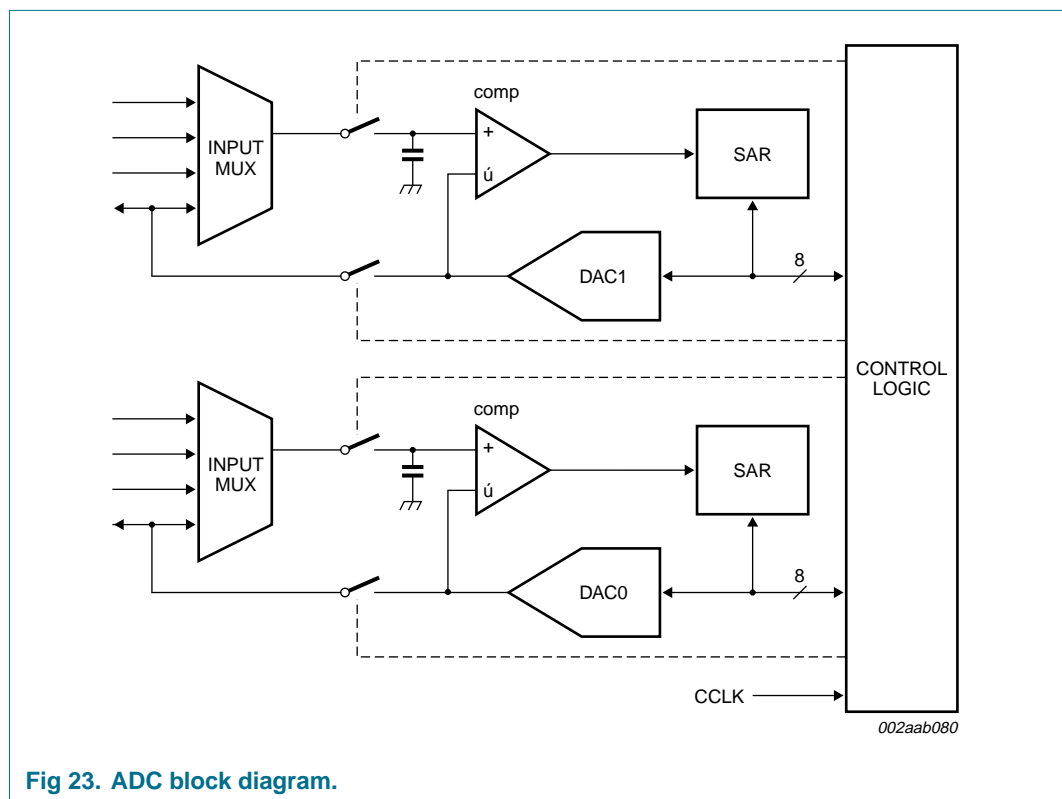 comp
INPUT
MUX
+
ú
SAR
DAC1
8
CONTROL
LOGIC
comp
INPUT
MUX
+
ú
SAR
DAC0
8
CCLK
002aab080
Fig 23. ADC block diagram.